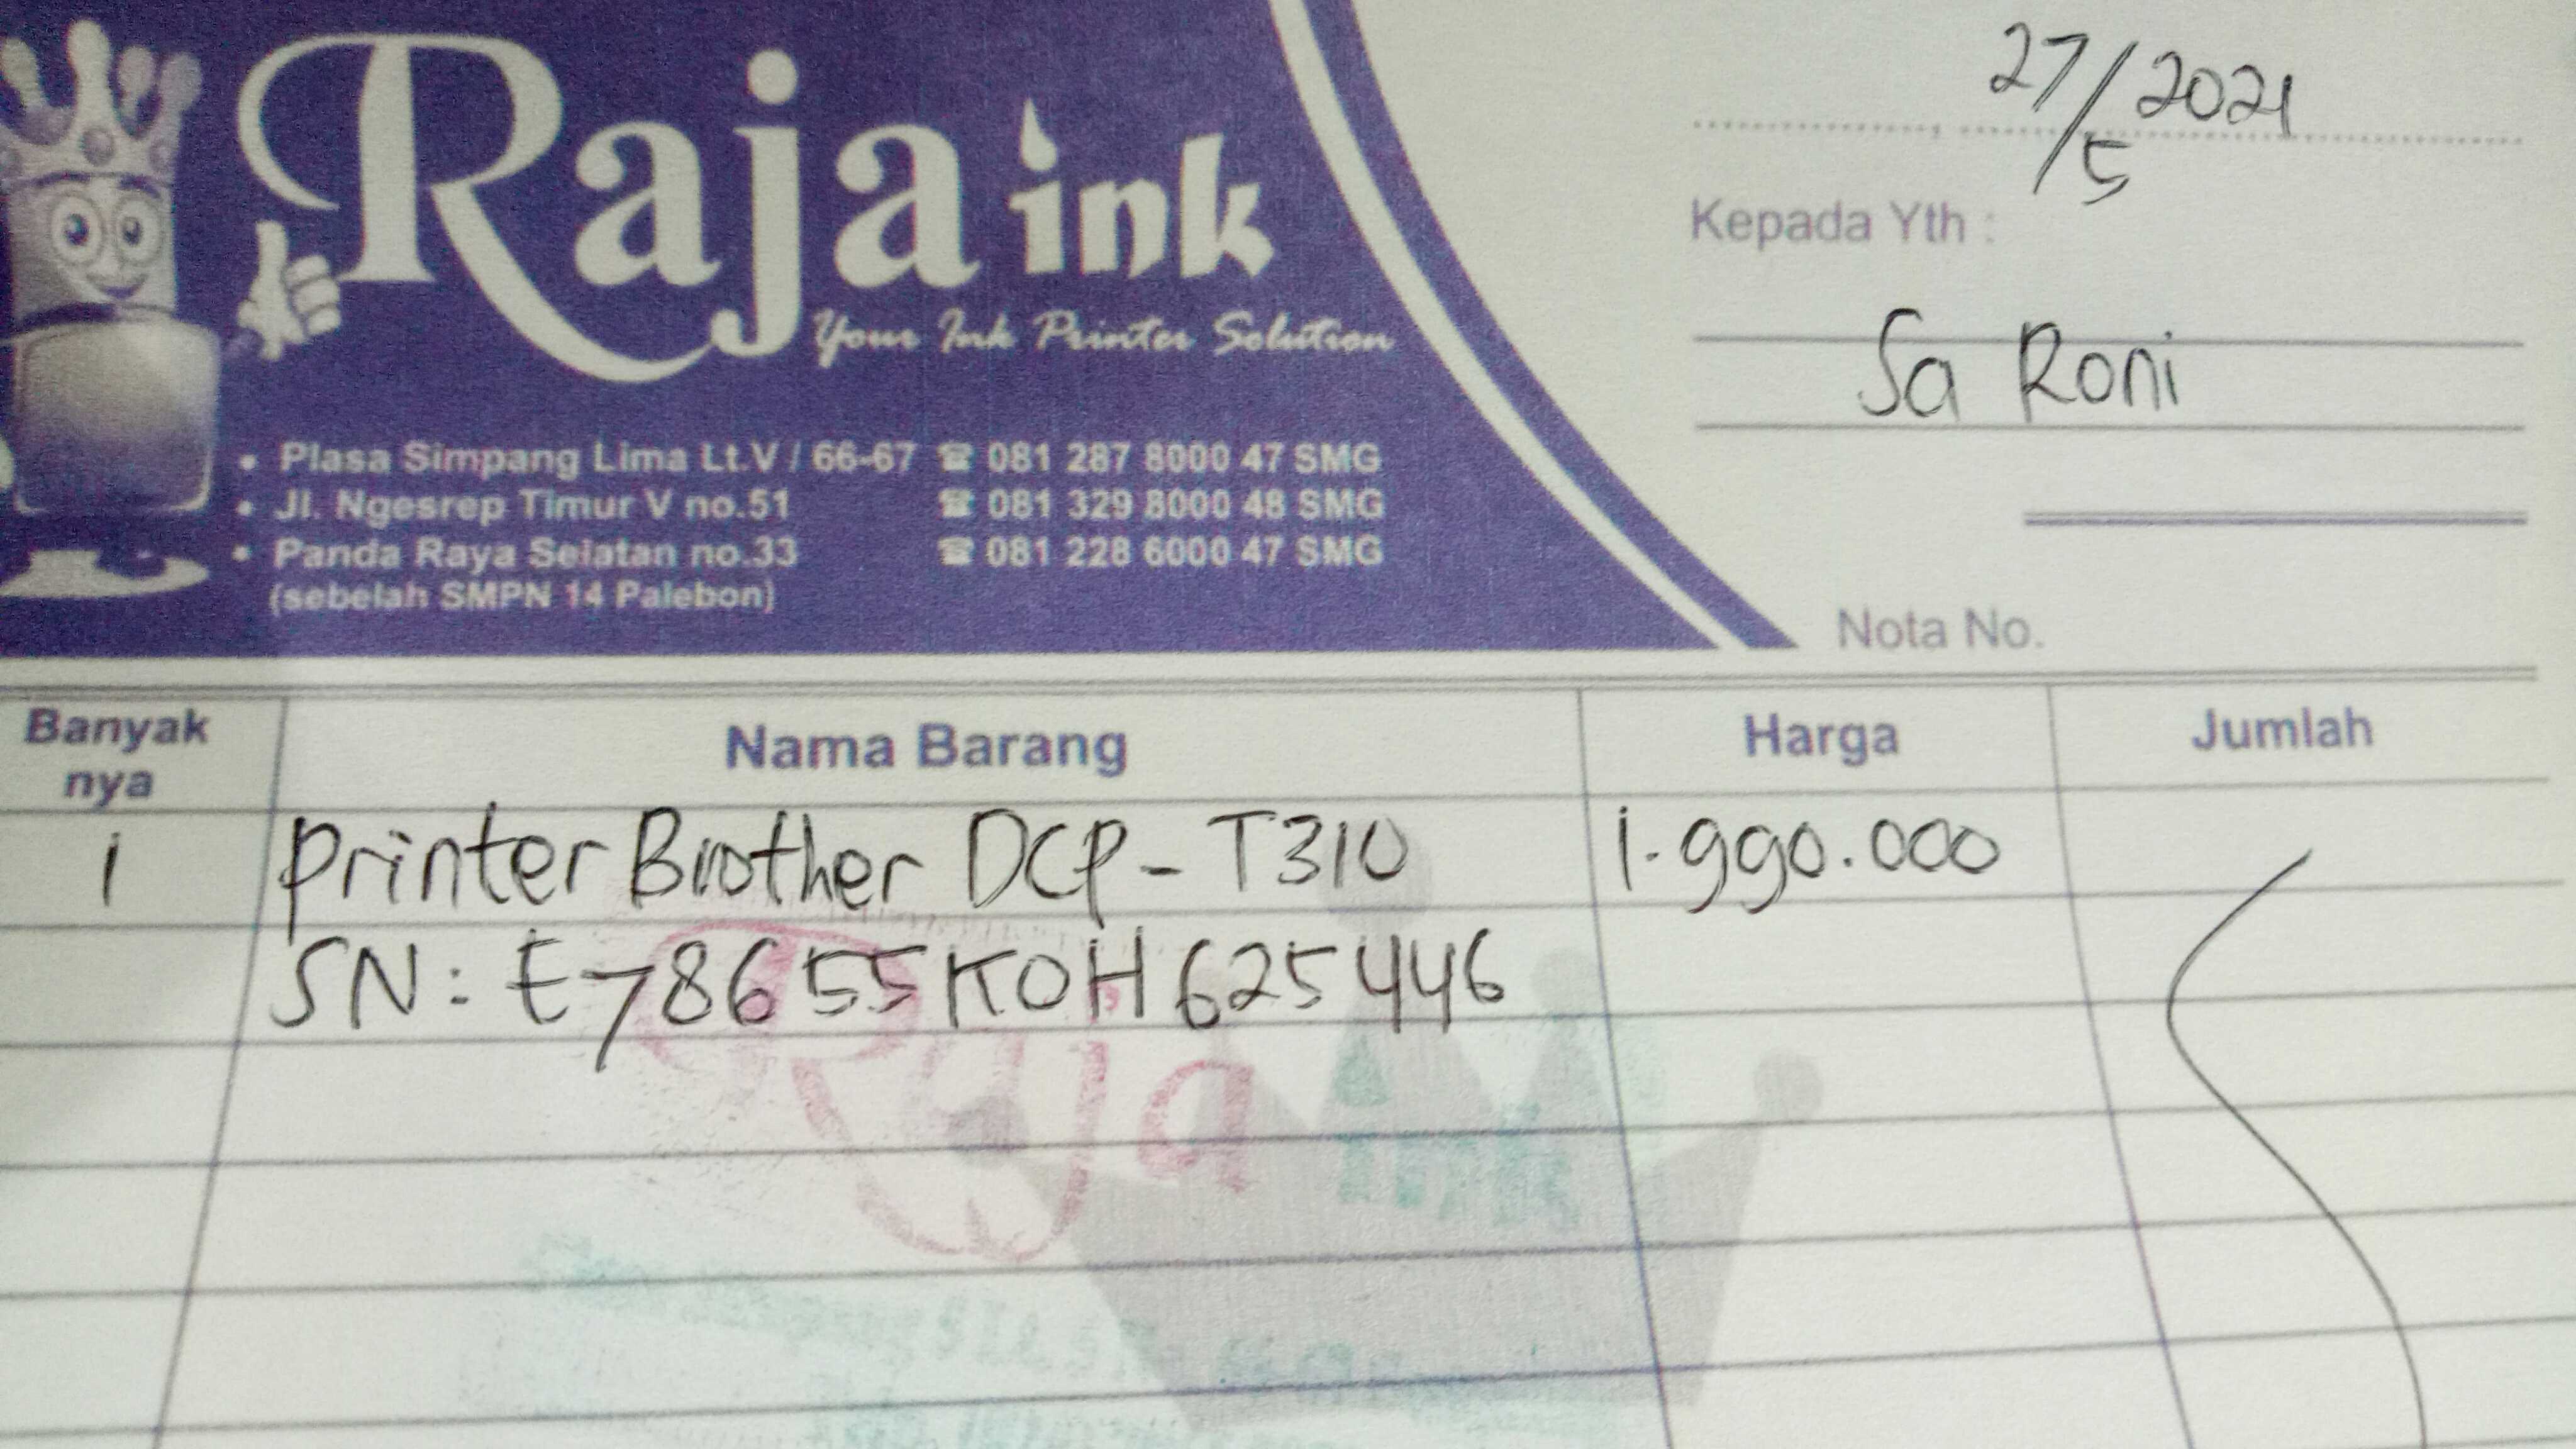 27/5 2021
Raja ink
Your Ink Printer Solution
Kepada Yth :
Sa Roni
• Plasa Simpang Lima Lt.V / 66-67 ☎ 081 287 8000 47 SMG
• Jl. Ngesrep Timur V no.51 ☎ 081 329 8000 48 SMG
• Panda Raya Selatan no.33 ☎ 081 228 6000 47 SMG
(sebelah SMPN 14 Palebon)
Nota No.
Banyak nya Nama Barang Harga Jumlah
1 Printer Brother DCP-T310 1.990.000
SN: E78655K0H625446
Raja ink